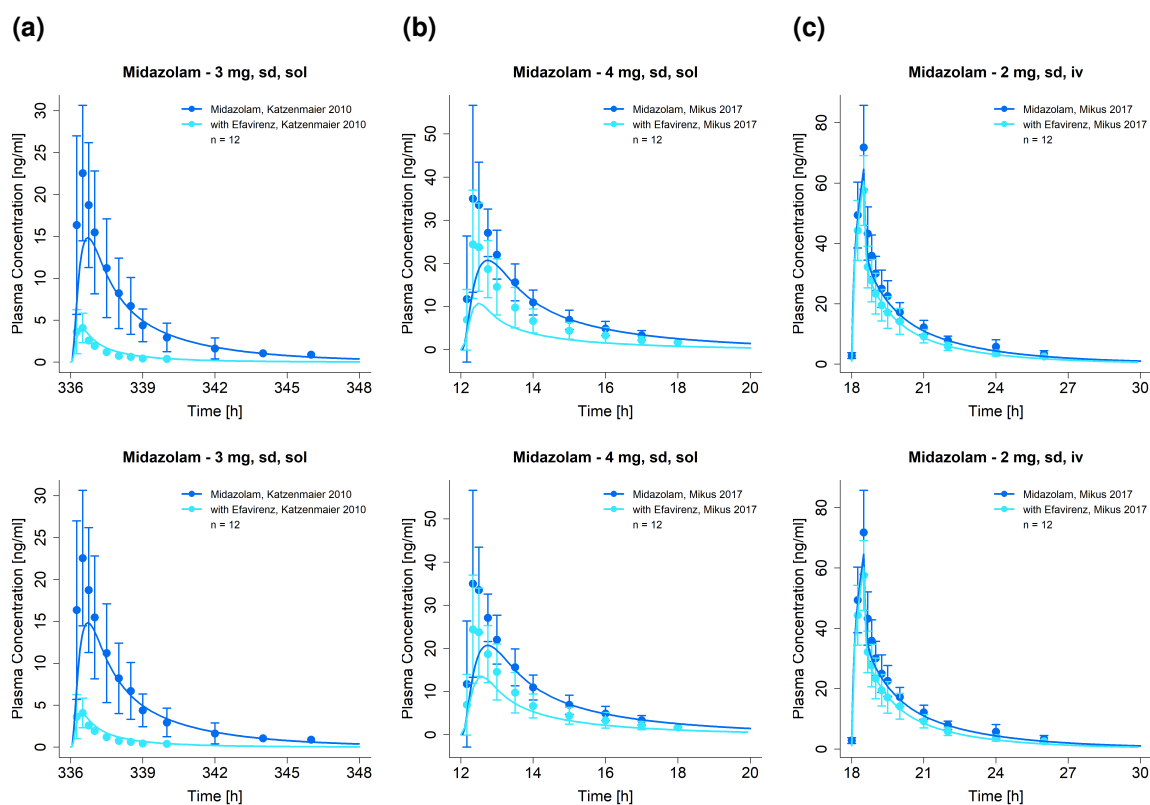 (a)
(b)
(c)
Midazolam - 3 mg, sd, sol
Plasma Concentration [ng/ml]
30
25
20
15
10
5
0
Midazolam, Katzenmaier 2010
with Efavirenz, Katzenmaier 2010
n = 12
336 339 342 345 348
Time [h]
Midazolam - 4 mg, sd, sol
Plasma Concentration [ng/ml]
50
40
30
20
10
0
Midazolam, Mikus 2017
with Efavirenz, Mikus 2017
n = 12
12 14 16 18 20
Time [h]
Midazolam - 2 mg, sd, iv
Plasma Concentration [ng/ml]
80
60
40
20
0
Midazolam, Mikus 2017
with Efavirenz, Mikus 2017
n = 12
18 21 24 27 30
Time [h]
Midazolam - 3 mg, sd, sol
Plasma Concentration [ng/ml]
30
25
20
15
10
5
0
Midazolam, Katzenmaier 2010
with Efavirenz, Katzenmaier 2010
n = 12
336 339 342 345 348
Time [h]
Midazolam - 4 mg, sd, sol
Plasma Concentration [ng/ml]
50
40
30
20
10
0
Midazolam, Mikus 2017
with Efavirenz, Mikus 2017
n = 12
12 14 16 18 20
Time [h]
Midazolam - 2 mg, sd, iv
Plasma Concentration [ng/ml]
80
60
40
20
0
Midazolam, Mikus 2017
with Efavirenz, Mikus 2017
n = 12
18 21 24 27 30
Time [h]